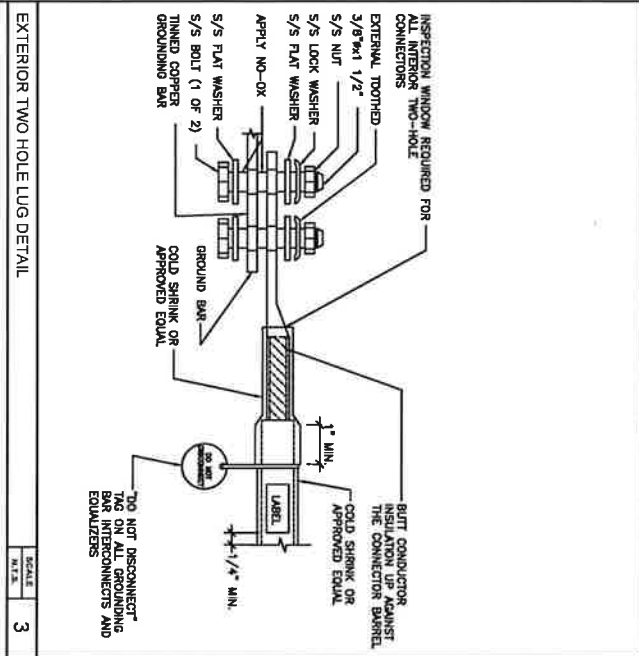 INSPECTION WINDOW REQUIRED FOR
ALL INTERIOR TWO-HOLE
CONNECTORS
EXTERNAL TOOTHED
3/8"øx1 1/2"
S/S NUT
S/S LOCK WASHER
S/S FLAT WASHER
APPLY NO-OX
S/S FLAT WASHER
S/S BOLT (1 OF 2)
TINNED COPPER
GROUNDING BAR
GROUND BAR
COLD SHRINK OR
APPROVED EQUAL
1" MIN.
BUTT CONDUCTOR
INSULATION UP AGAINST
THE CONNECTOR BARREL
COLD SHRINK OR
APPROVED EQUAL
LABEL
DO NOT
DISCONNECT
1/4" MIN.
"DO NOT DISCONNECT"
TAG ON ALL GROUNDING
BAR INTERCONNECTS AND
EQUALIZERS
EXTERIOR TWO HOLE LUG DETAIL
SCALE
N.T.S.
3